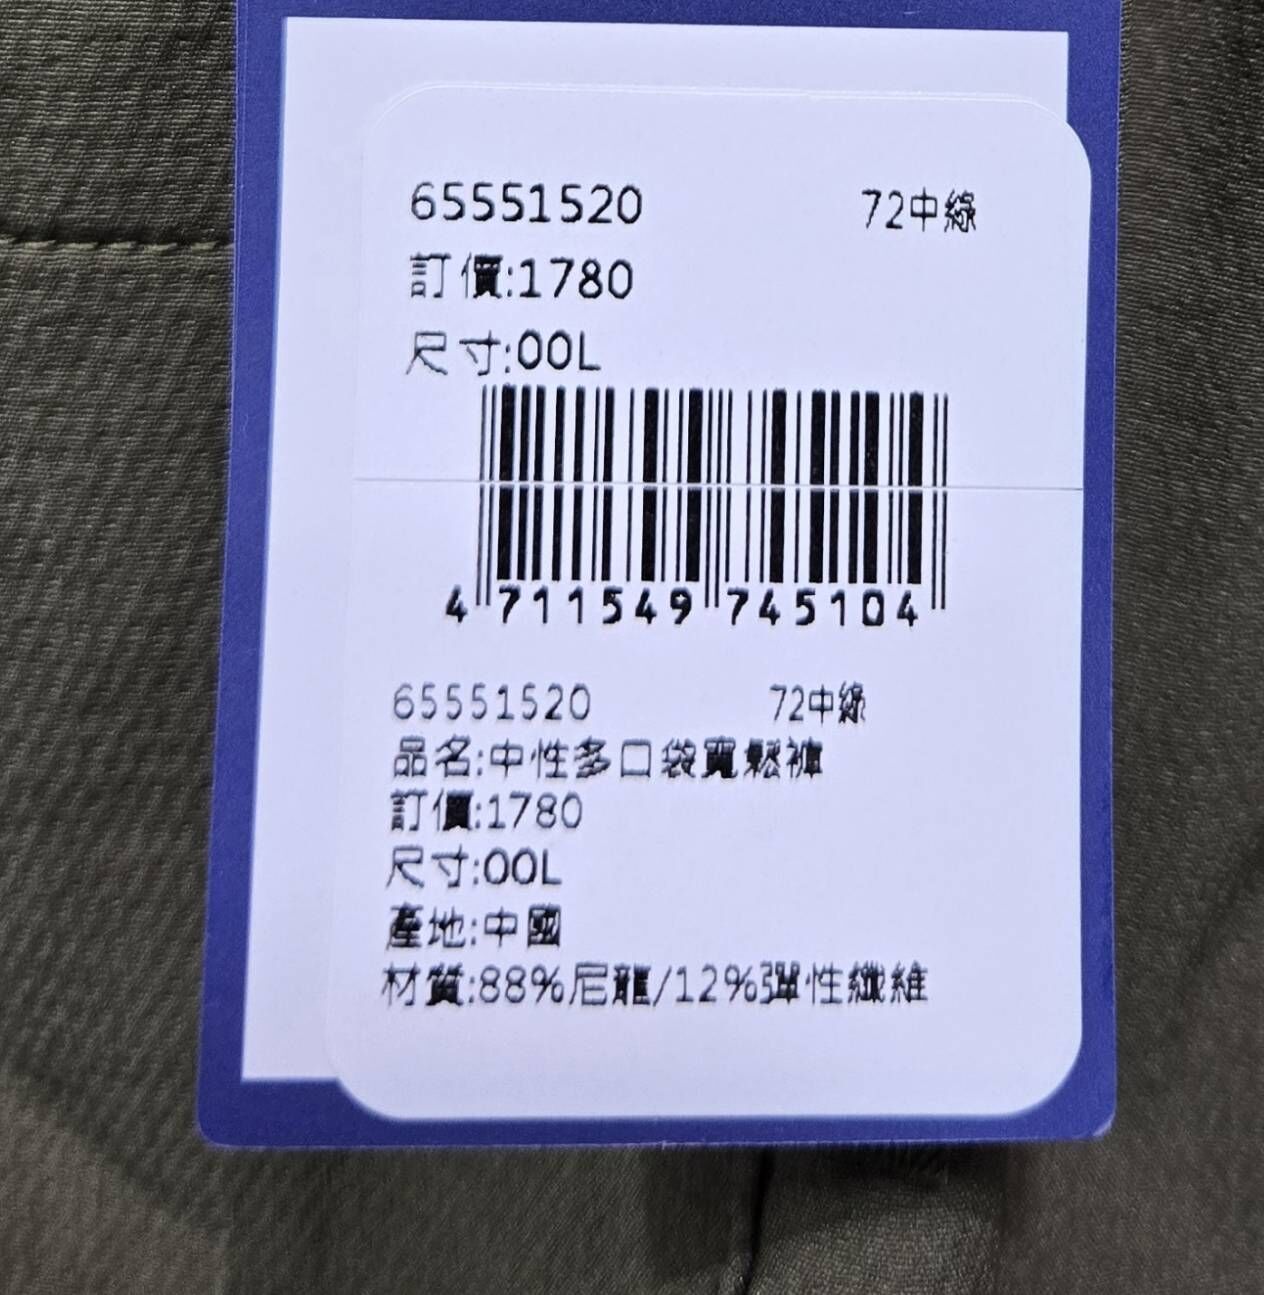 65551520 72中綠
訂價:1780
尺寸:00L
4 711549 745104
65551520 72中綠
品名:中性多口袋寬鬆褲
訂價:1780
尺寸:00L
產地:中國
材質:88%尼龍/12%彈性纖維